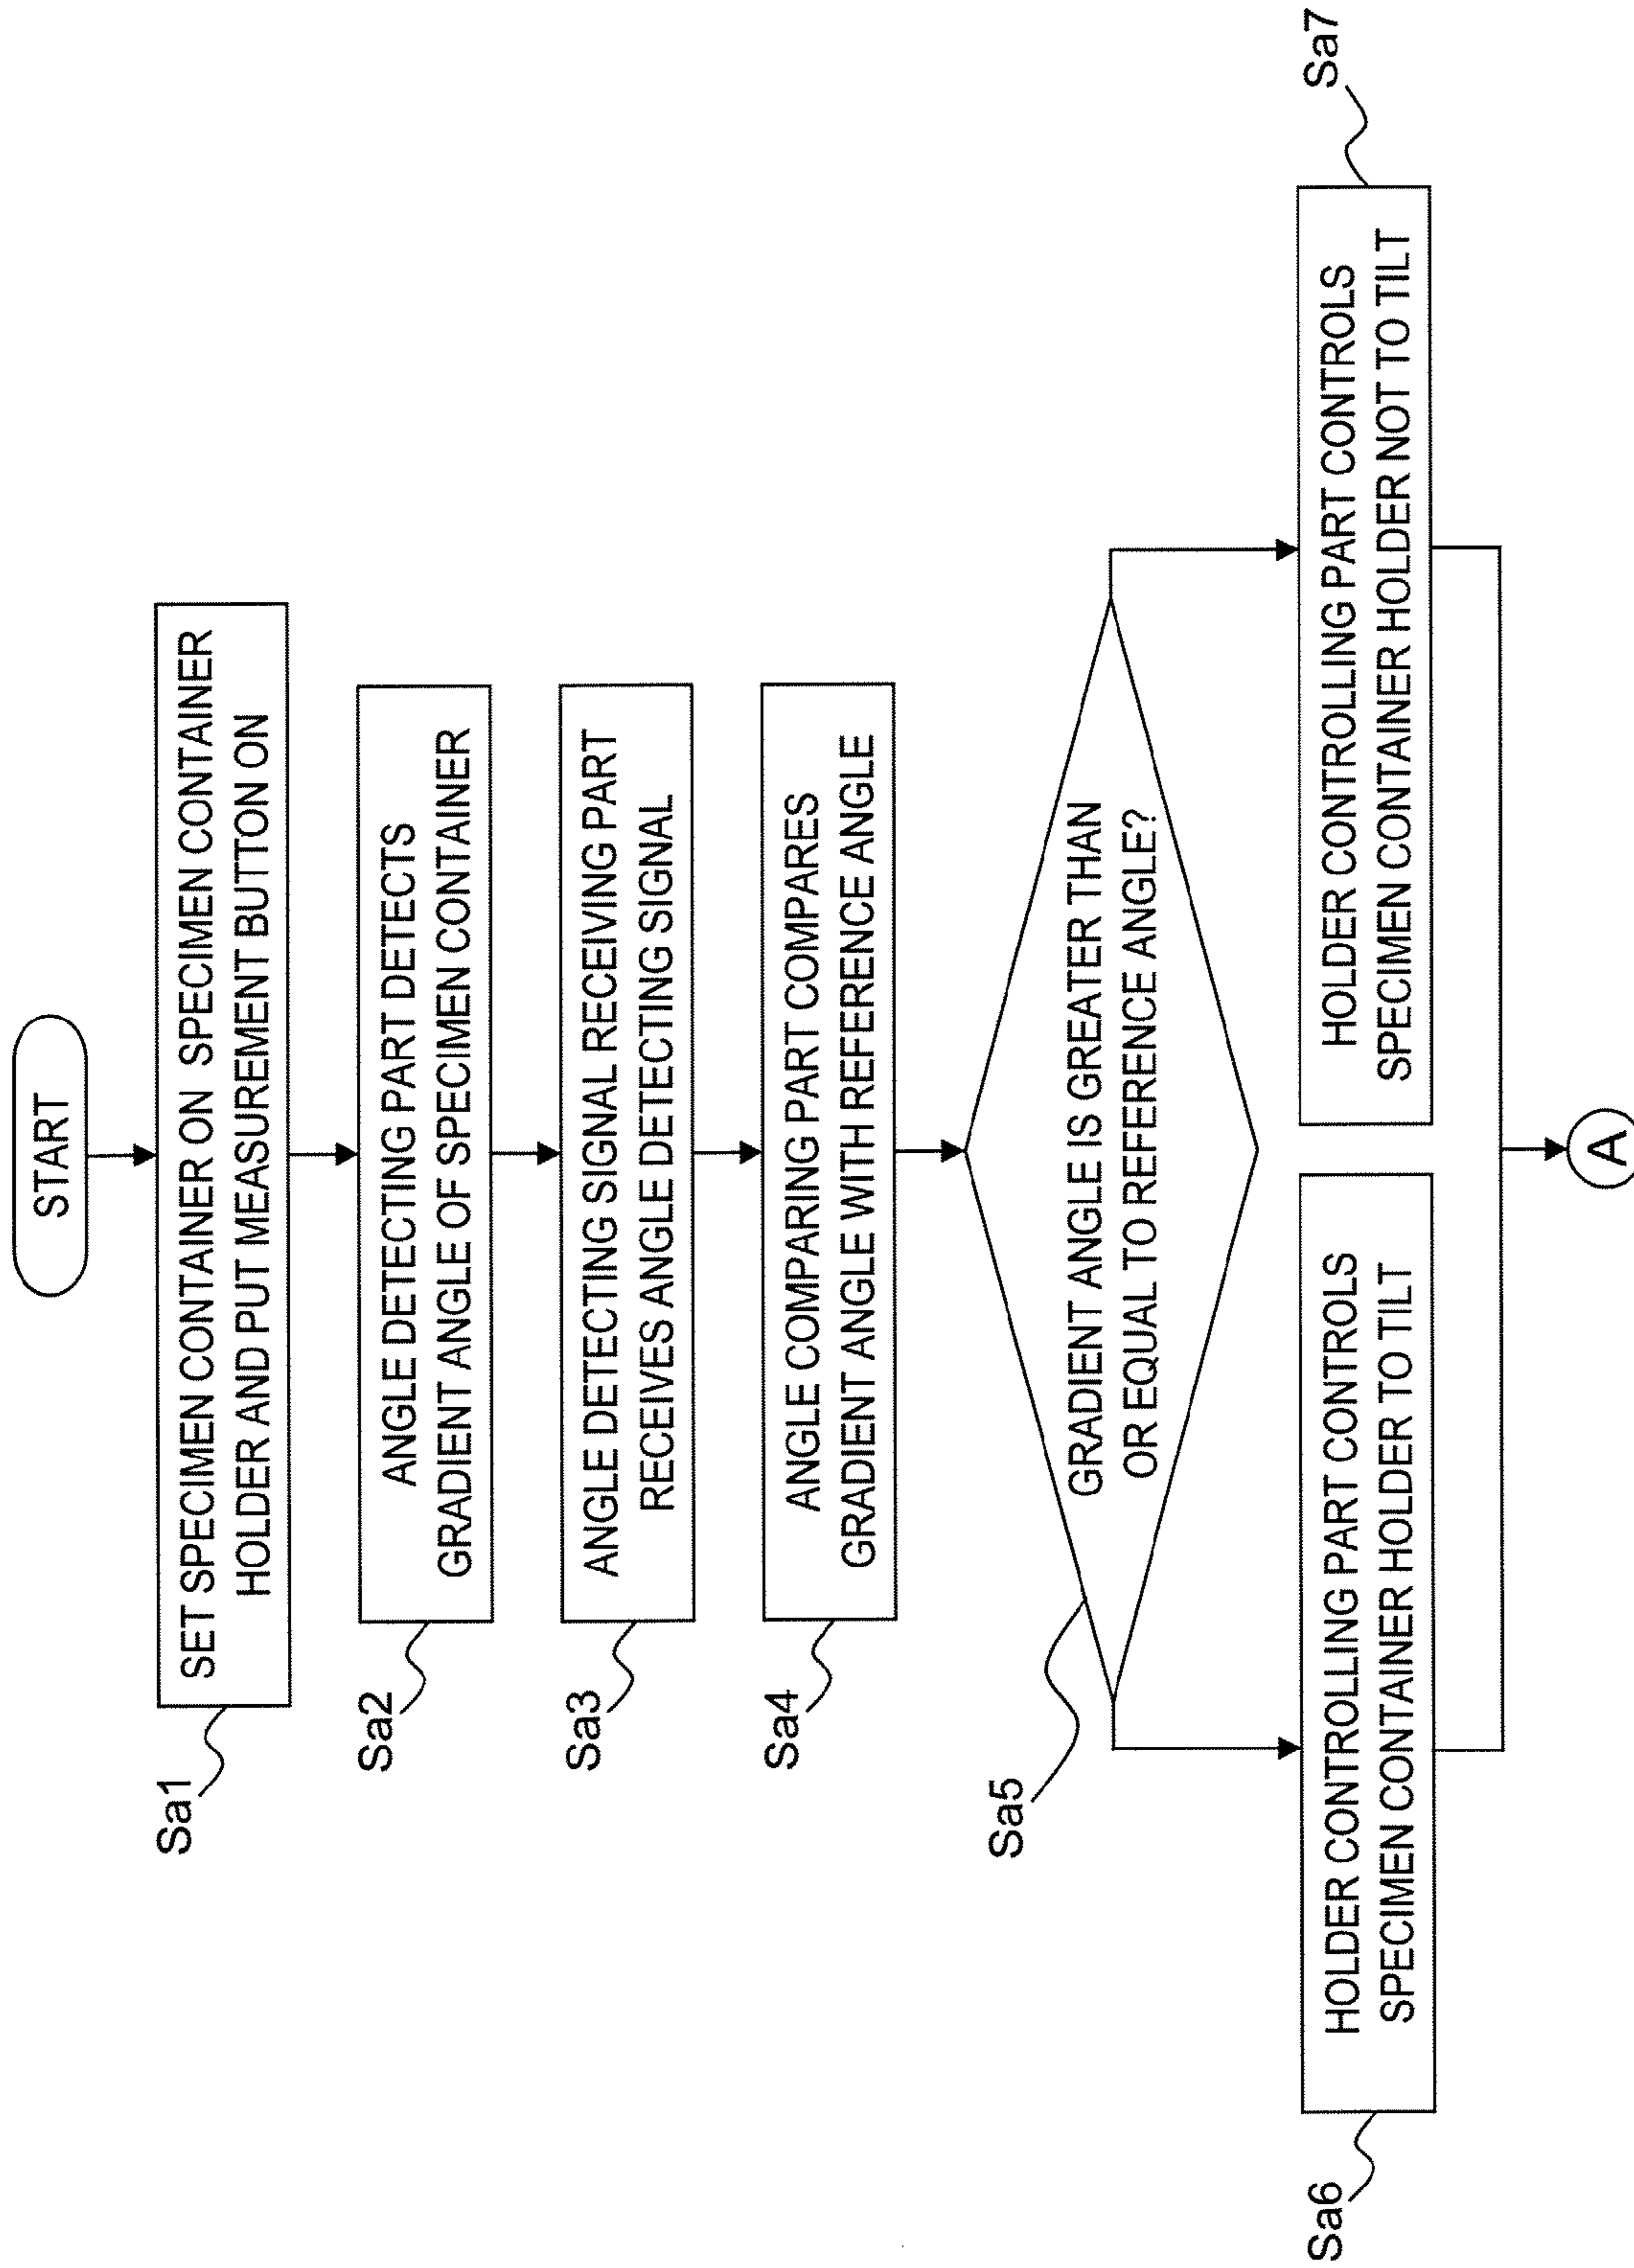 START
Sa1
SET SPECIMEN CONTAINER ON SPECIMEN CONTAINER
HOLDER AND PUT MEASUREMENT BUTTON ON
Sa2
ANGLE DETECTING PART DETECTS
GRADIENT ANGLE OF SPECIMEN CONTAINER
Sa3
ANGLE DETECTING SIGNAL RECEIVING PART
RECEIVES ANGLE DETECTING SIGNAL
Sa4
ANGLE COMPARING PART COMPARES
GRADIENT ANGLE WITH REFERENCE ANGLE
Sa5
GRADIENT ANGLE IS GREATER THAN
OR EQUAL TO REFERENCE ANGLE?
Sa6
HOLDER CONTROLLING PART CONTROLS
SPECIMEN CONTAINER HOLDER TO TILT
Sa7
HOLDER CONTROLLING PART CONTROLS
SPECIMEN CONTAINER HOLDER NOT TO TILT
A